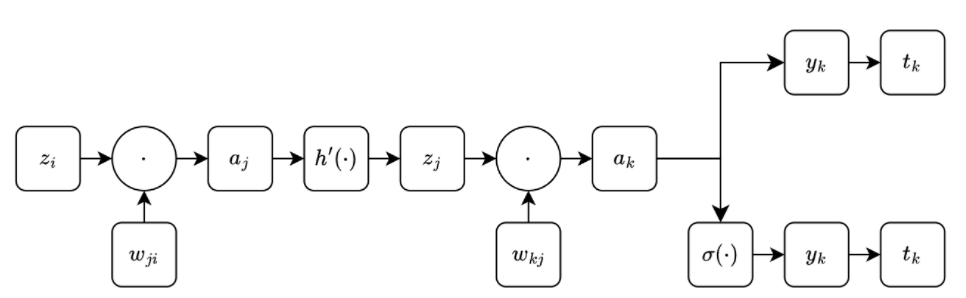 y_k t_k
z_i · a_j h′(·) z_j · a_k
w_ji w_kj σ(·) y_k t_k